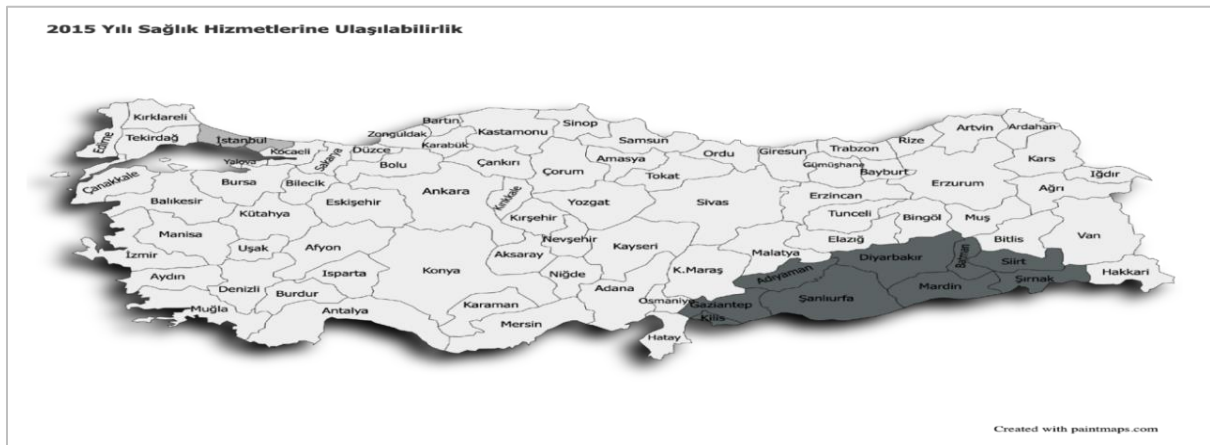 2015 Yılı Sağlık Hizmetlerine Ulaşılabilirlik
Kırklareli
Edirne
Tekirdağ
İstanbul
Kocaeli
Yalova
Sakarya
Çanakkale
Bursa
Bilecik
Balıkesir
Kütahya
Eskişehir
Manisa
Uşak
Afyon
İzmir
Aydın
Denizli
Isparta
Burdur
Muğla
Antalya
Zonguldak
Bartın
Karabük
Düzce
Bolu
Kastamonu
Çankırı
Sinop
Samsun
Çorum
Amasya
Tokat
Ordu
Giresun
Trabzon
Rize
Artvin
Ardahan
Gümüşhane
Bayburt
Kars
Iğdır
Erzurum
Ağrı
Erzincan
Ankara
Kırıkkale
Yozgat
Sivas
Kırşehir
Nevşehir
Kayseri
Aksaray
Niğde
Konya
Karaman
Mersin
Adana
K.Maraş
Osmaniye
Hatay
Malatya
Tunceli
Elazığ
Bingöl
Muş
Bitlis
Van
Hakkari
Adıyaman
Diyarbakır
Batman
Siirt
Şırnak
Mardin
Şanlıurfa
Gaziantep
Kilis
Created with paintmaps.com